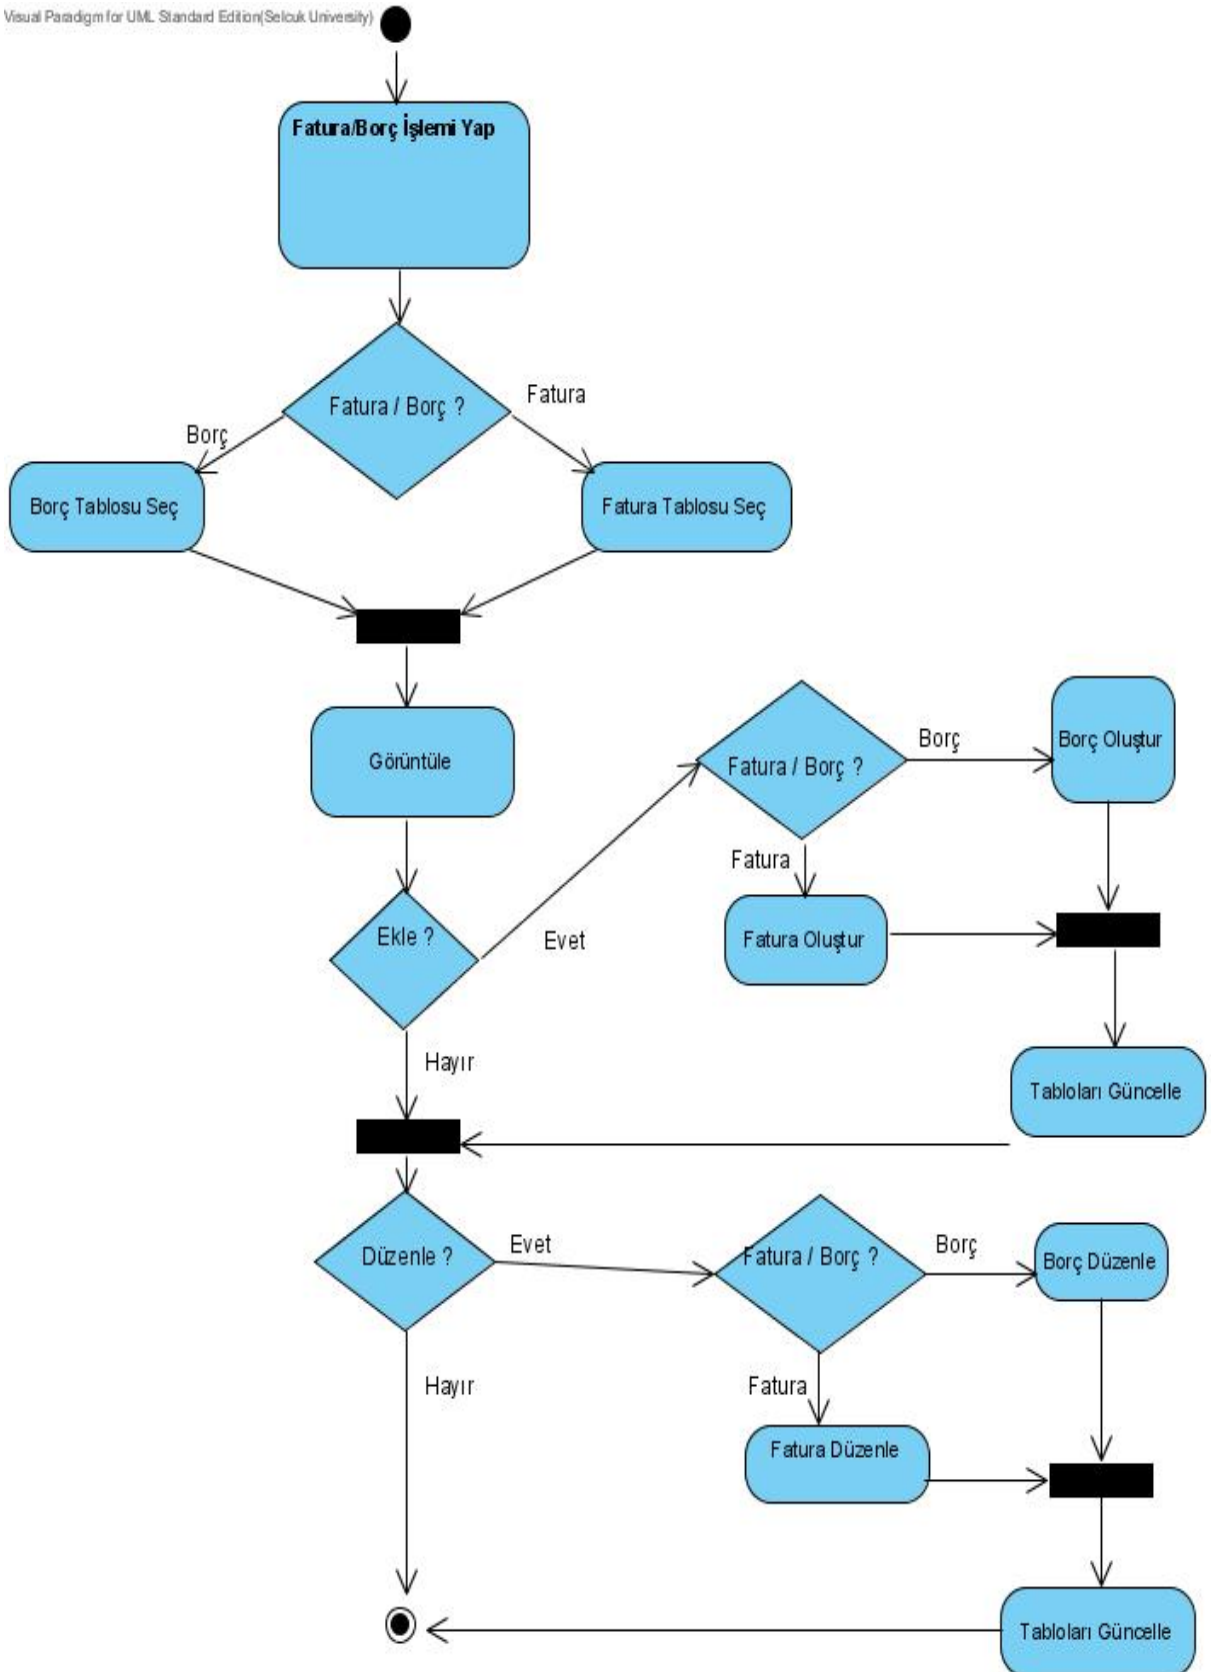 Visual Paradigm for UML Standard Edition(Selcuk University)
Fatura/Borç İşlemi Yap
Fatura / Borç ?
Fatura
Borç
Borç Tablosu Seç
Fatura Tablosu Seç
Görüntüle
Fatura / Borç ?
Borç
Borç Oluştur
Fatura
Ekle ?
Evet
Fatura Oluştur
Hayır
Tabloları Güncelle
Düzenle ?
Evet
Fatura / Borç ?
Borç
Borç Düzenle
Hayır
Fatura
Fatura Düzenle
Tabloları Güncelle